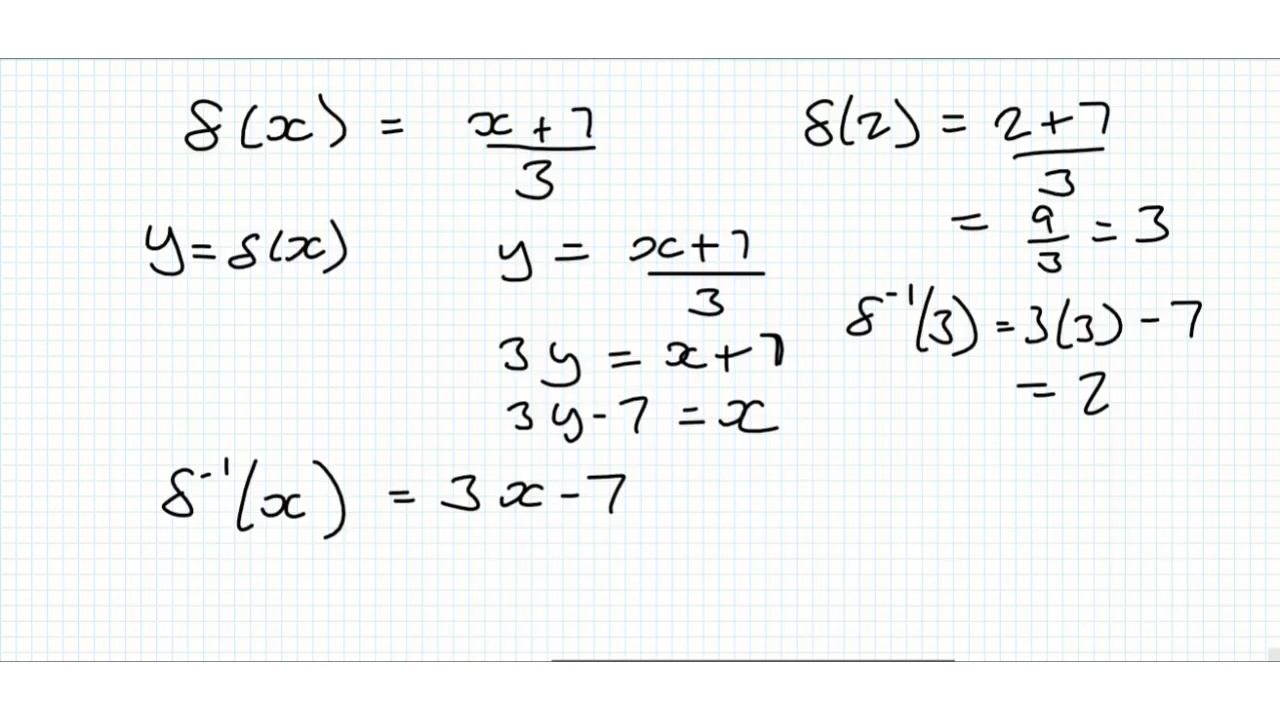 f(x) = (x + 7)/3
y = f(x)
y = (x + 7)/3
3y = x + 7
3y - 7 = x
f⁻¹(x) = 3x - 7
f(2) = (2 + 7)/3
= 9/3 = 3
f⁻¹(3) = 3(3) - 7
= 2